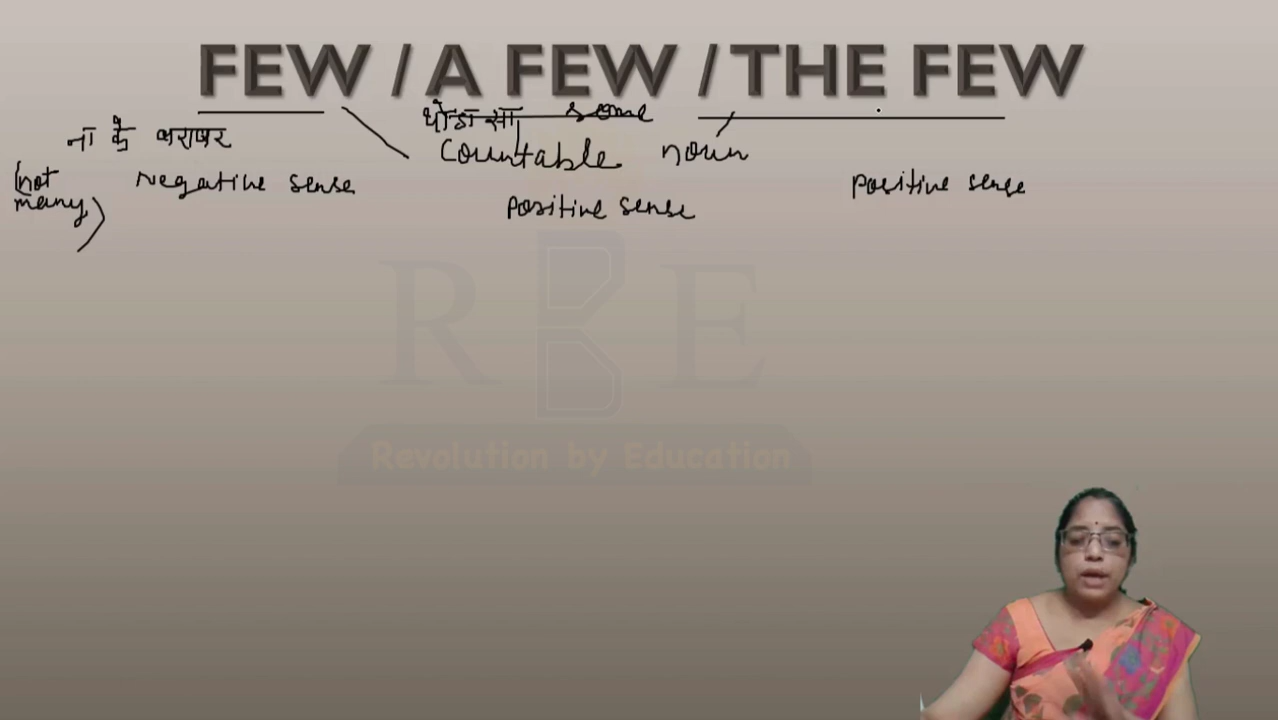 FEW / A FEW / THE FEW
थोडा सा some
ना के बराबर
Countable noun
(not many)
Negative sense
positive sense
positive sense
RBE
Revolution by Education